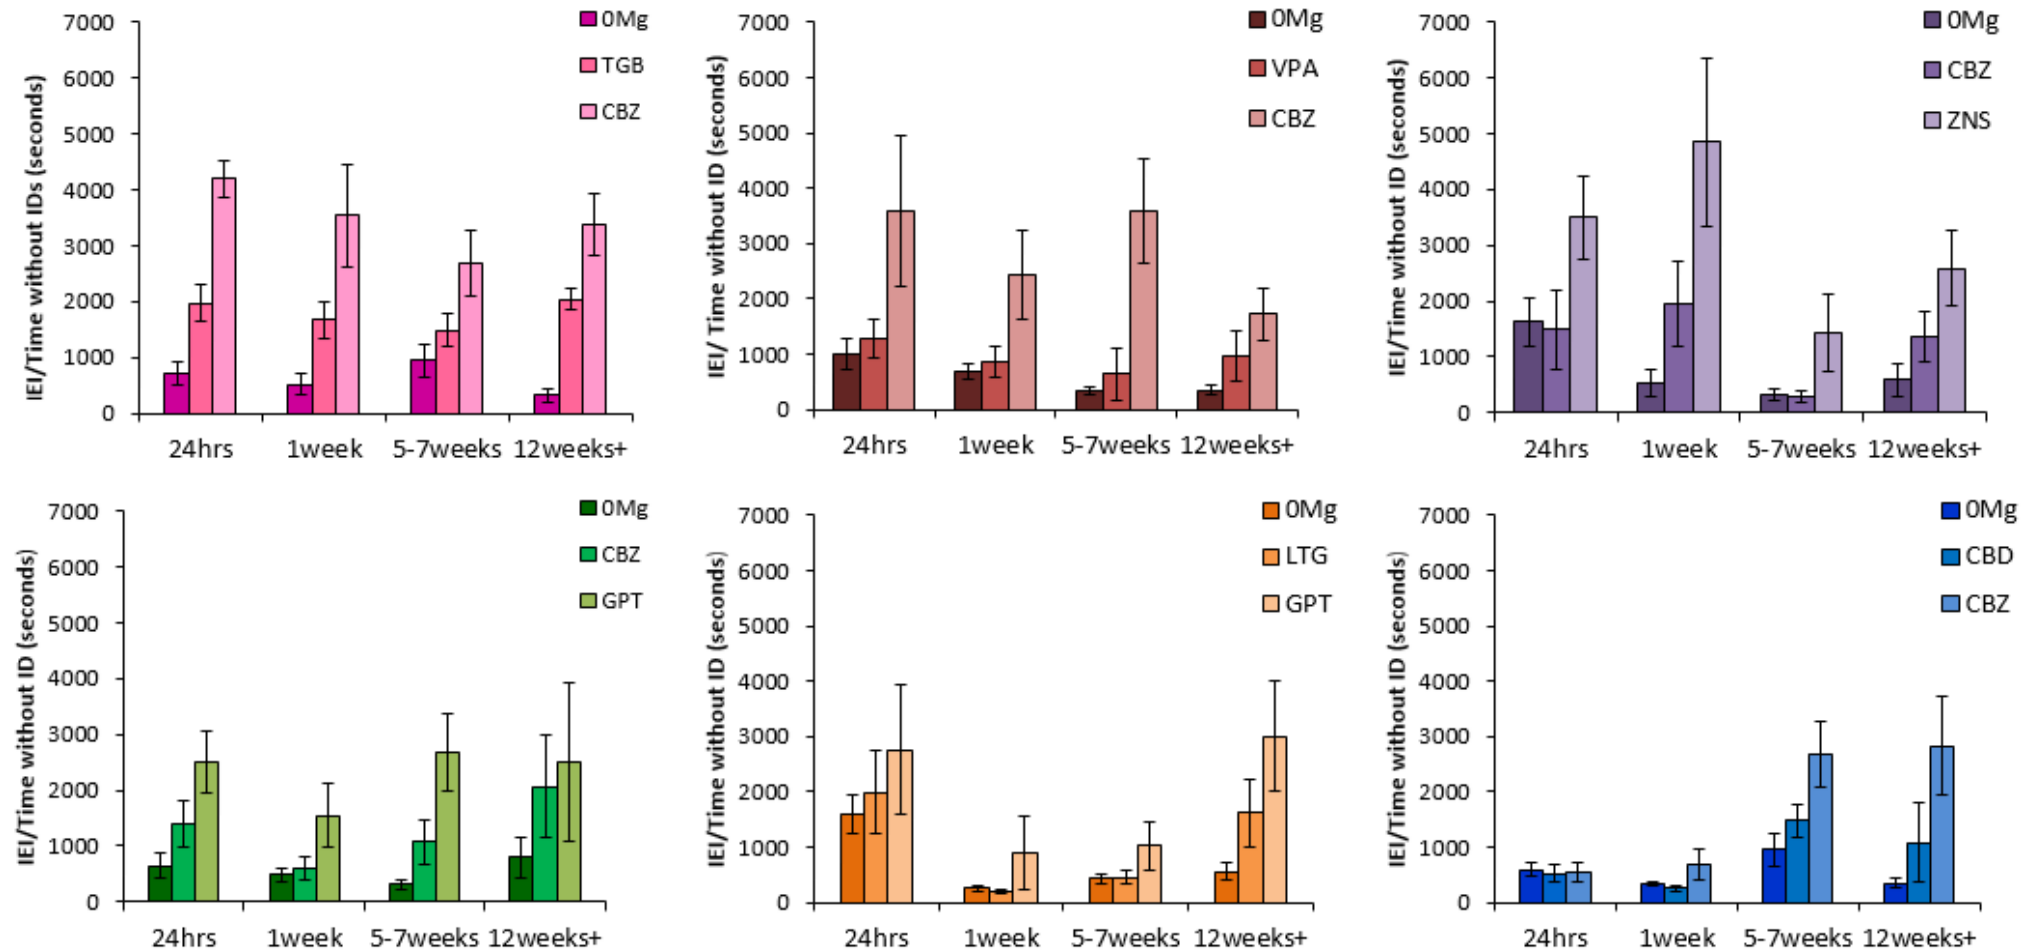 IEI/Time without IDs (seconds)
7000
6000
5000
4000
3000
2000
1000
0
24hrs 1week 5-7weeks 12weeks+
0Mg
TGB
CBZ
IEI/ Time without ID (seconds)
7000
6000
5000
4000
3000
2000
1000
0
24hrs 1week 5-7weeks 12weeks+
0Mg
VPA
CBZ
IEI/Time without ID (seconds)
7000
6000
5000
4000
3000
2000
1000
0
24hrs 1week 5-7weeks 12weeks+
0Mg
CBZ
ZNS
IEI/Time without ID (seconds)
7000
6000
5000
4000
3000
2000
1000
0
24hrs 1week 5-7weeks 12weeks+
0Mg
CBZ
GPT
IEI/Time without ID (seconds)
7000
6000
5000
4000
3000
2000
1000
0
24hrs 1week 5-7weeks 12weeks+
0Mg
LTG
GPT
IEI/Time without ID (seconds)
7000
6000
5000
4000
3000
2000
1000
0
24hrs 1week 5-7weeks 12weeks+
0Mg
CBD
CBZ